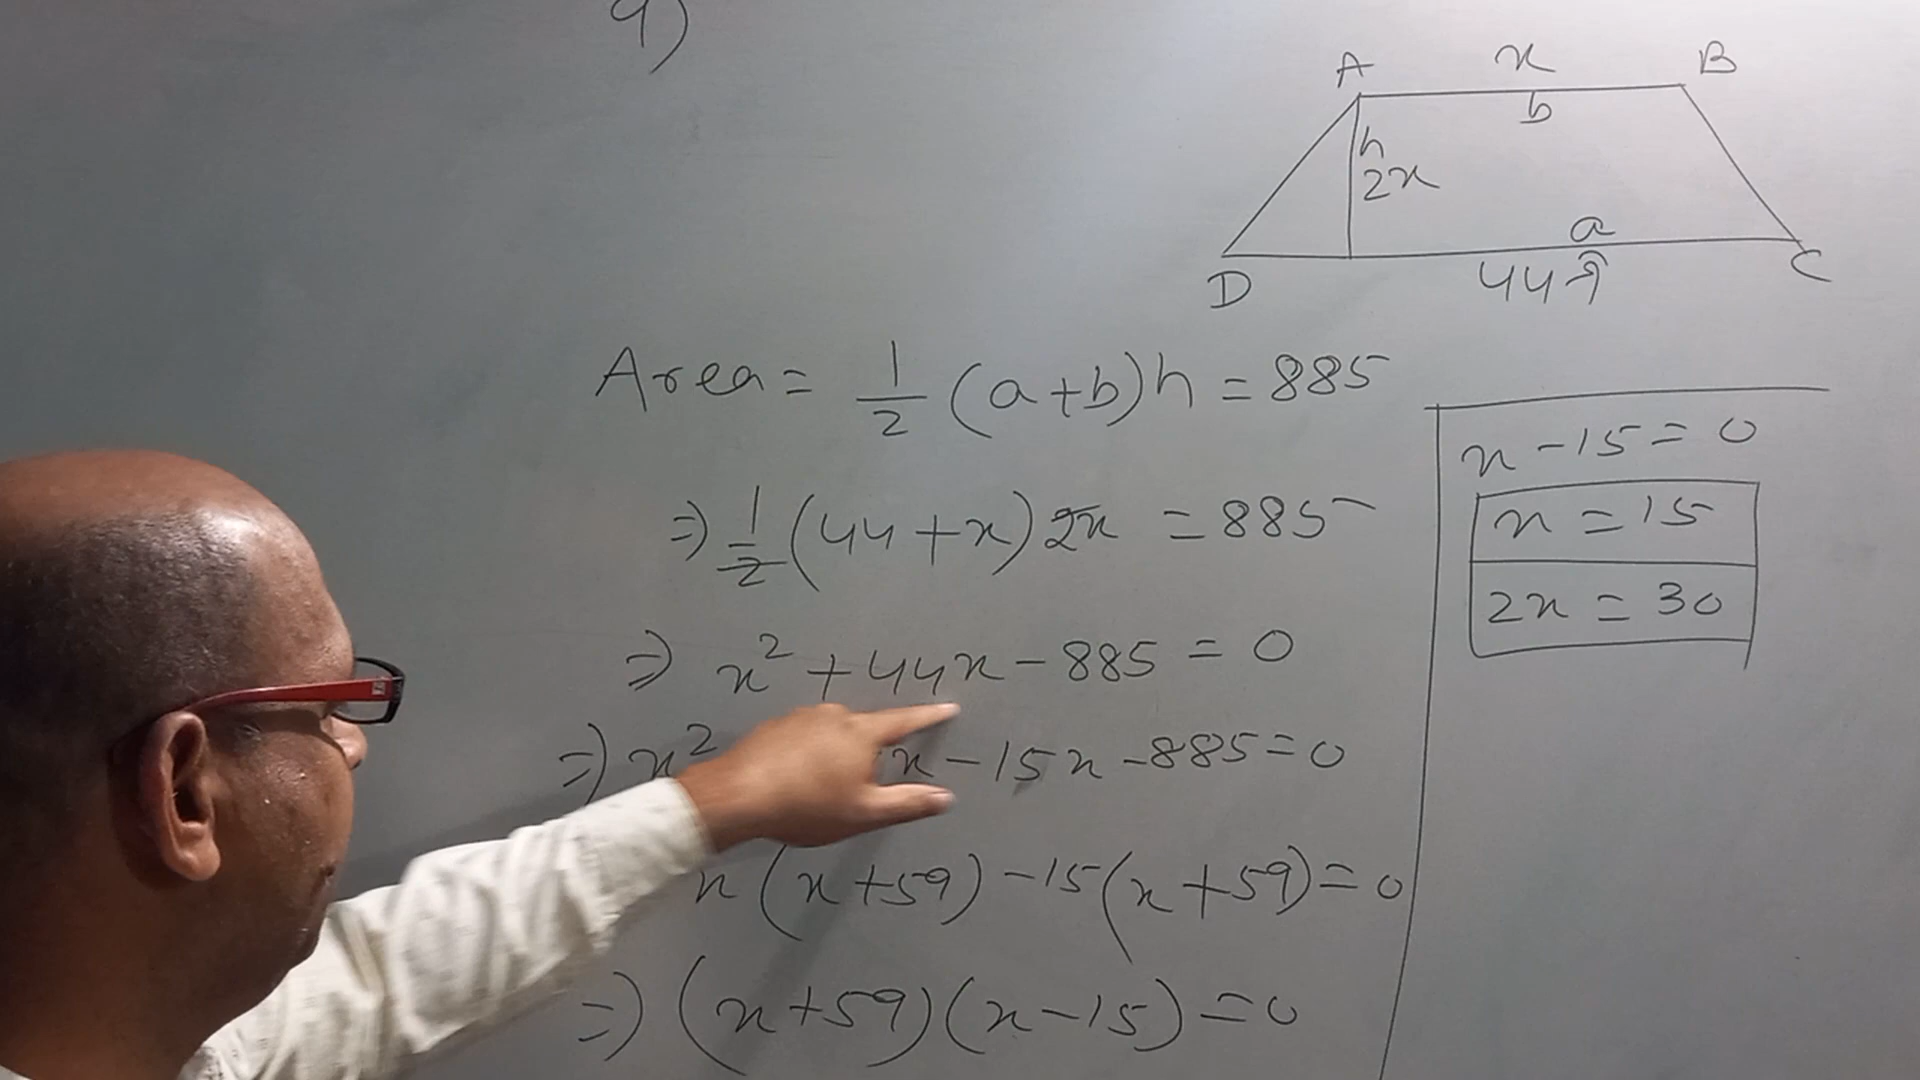 9)
A x B
b
h
2x
a
D 44 मी C
Area = 1/2 (a+b)h = 885
⇒ 1/2 (44+x) 2x = 885
⇒ x² + 44x - 885 = 0
⇒ x² x - 15x - 885 = 0
x(x+59) - 15(x+59) = 0
⇒ (x+59)(x-15) = 0
x - 15 = 0
x = 15
2x = 30